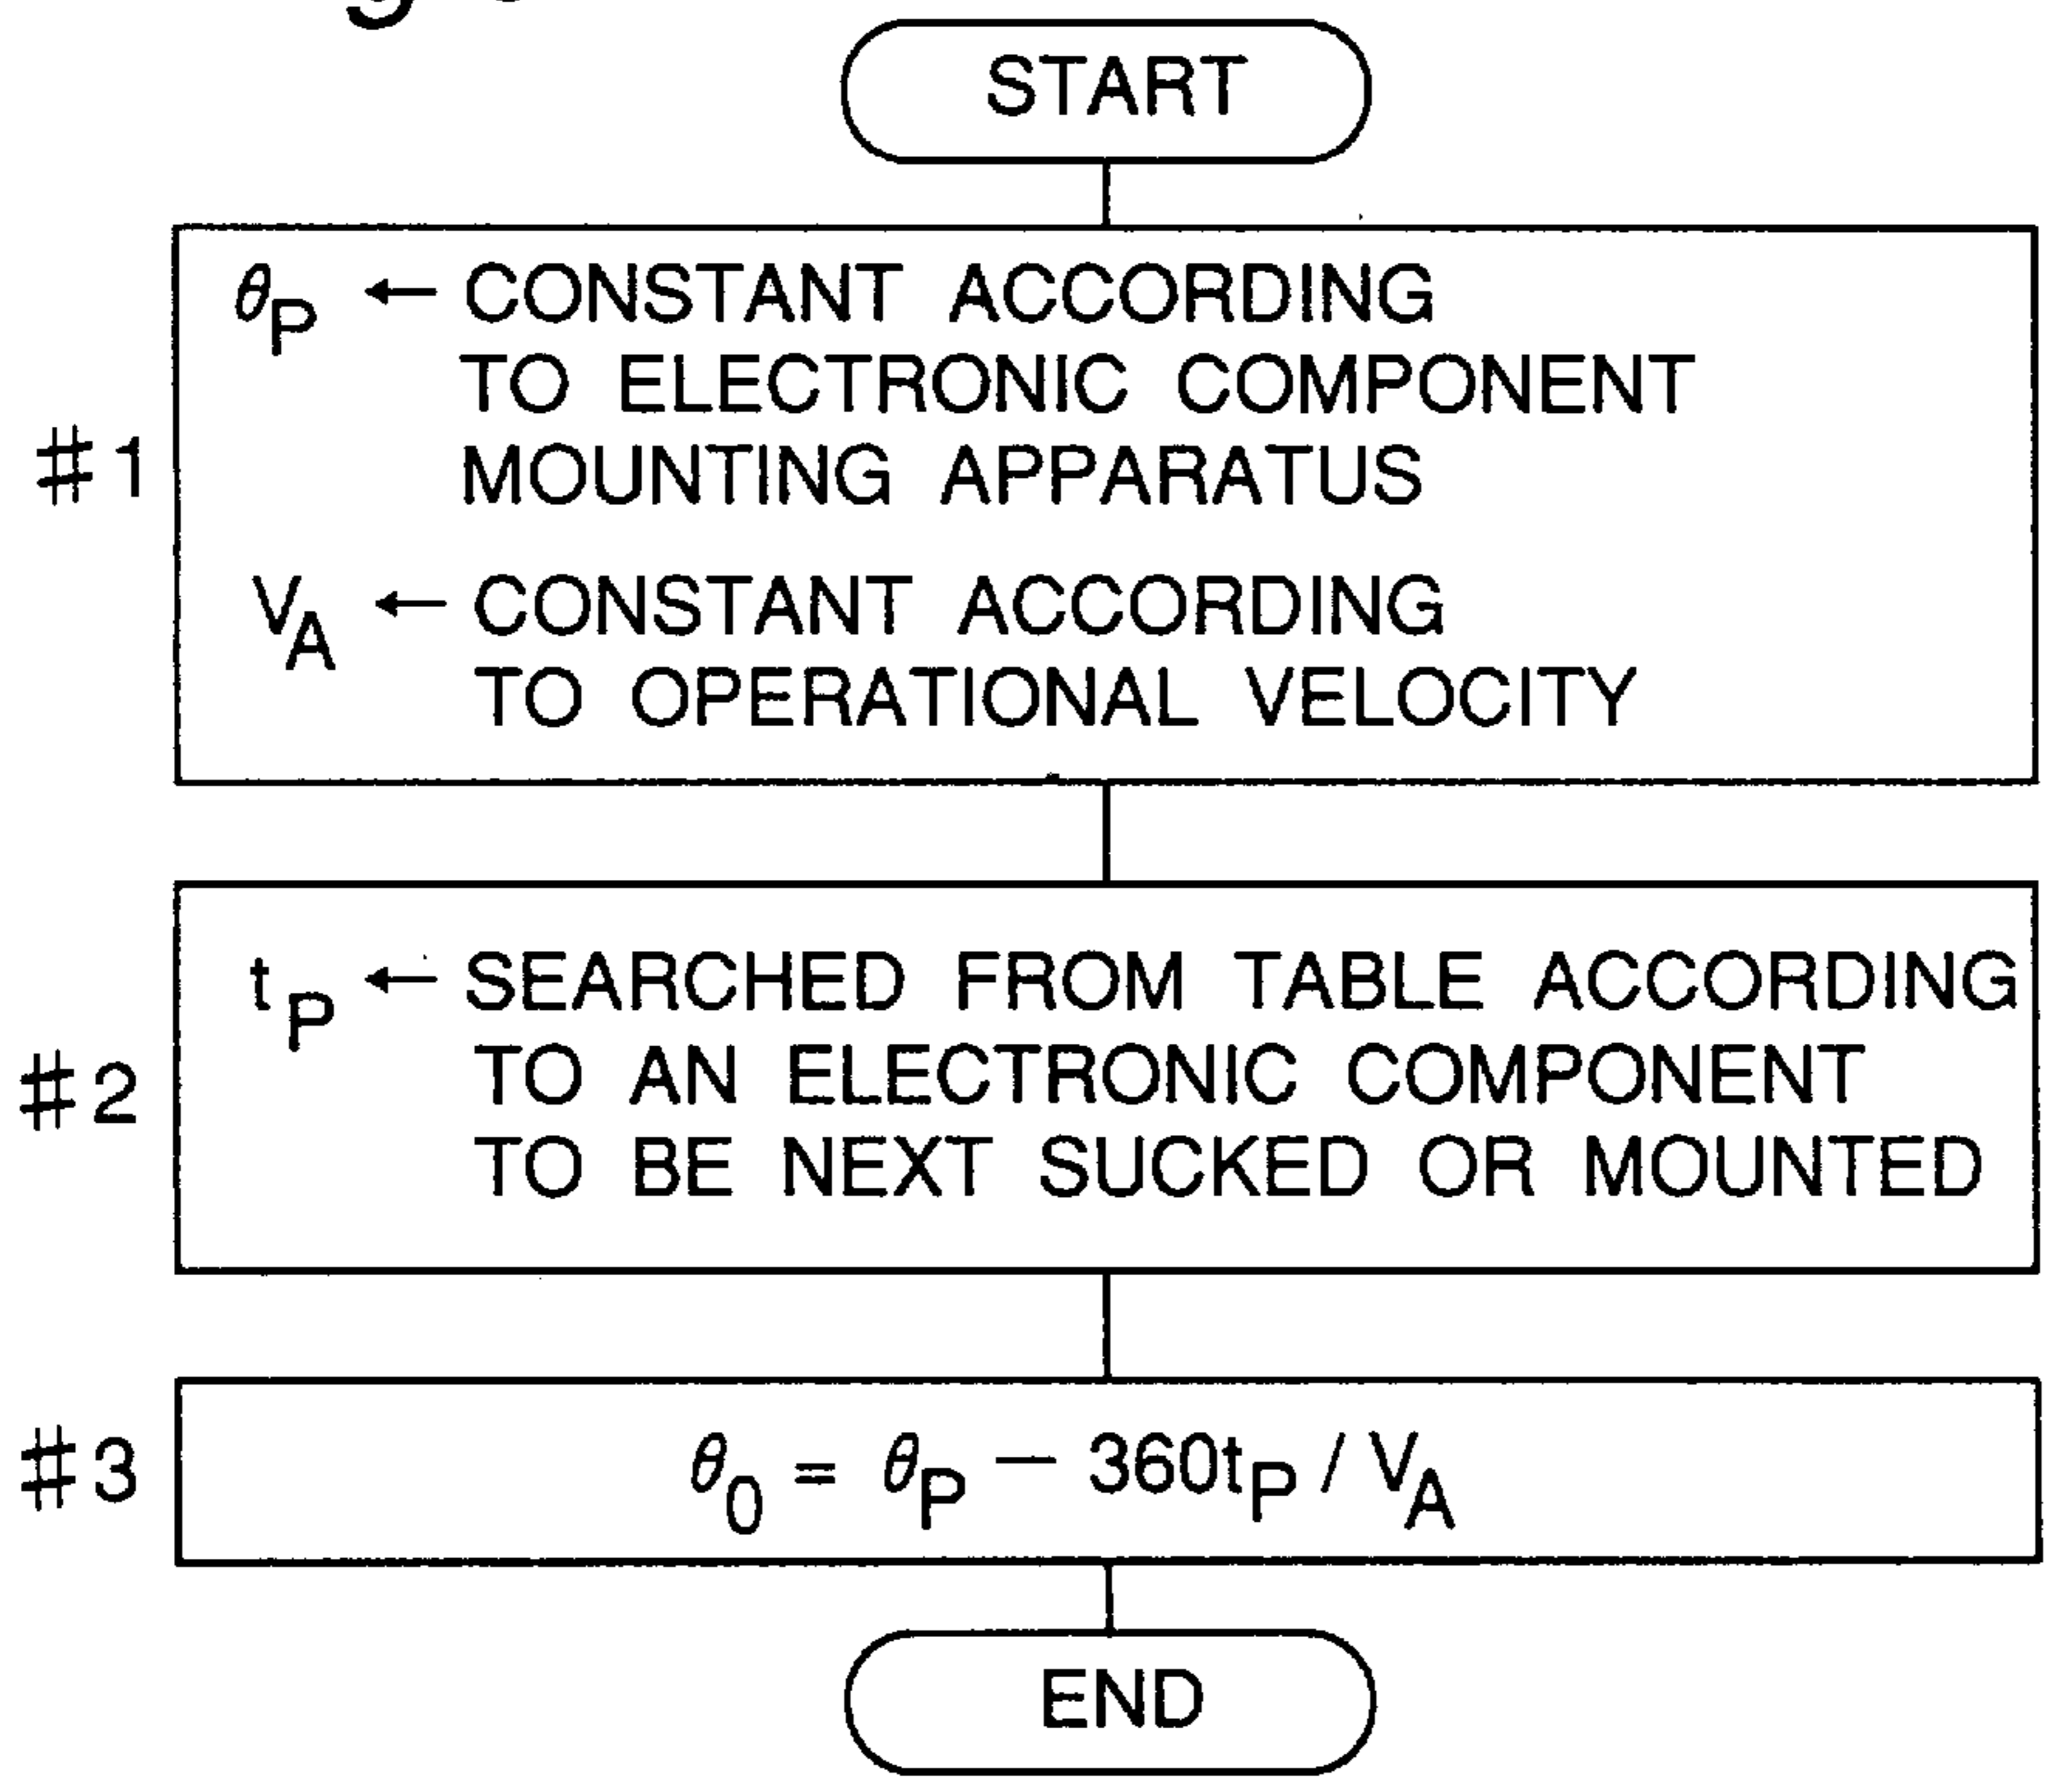 START
θP ← CONSTANT ACCORDING
TO ELECTRONIC COMPONENT
MOUNTING APPARATUS
#1
VA ← CONSTANT ACCORDING
TO OPERATIONAL VELOCITY
tP ← SEARCHED FROM TABLE ACCORDING
#2
TO AN ELECTRONIC COMPONENT
TO BE NEXT SUCKED OR MOUNTED
#3
θ0 = θP — 360tP / VA
END